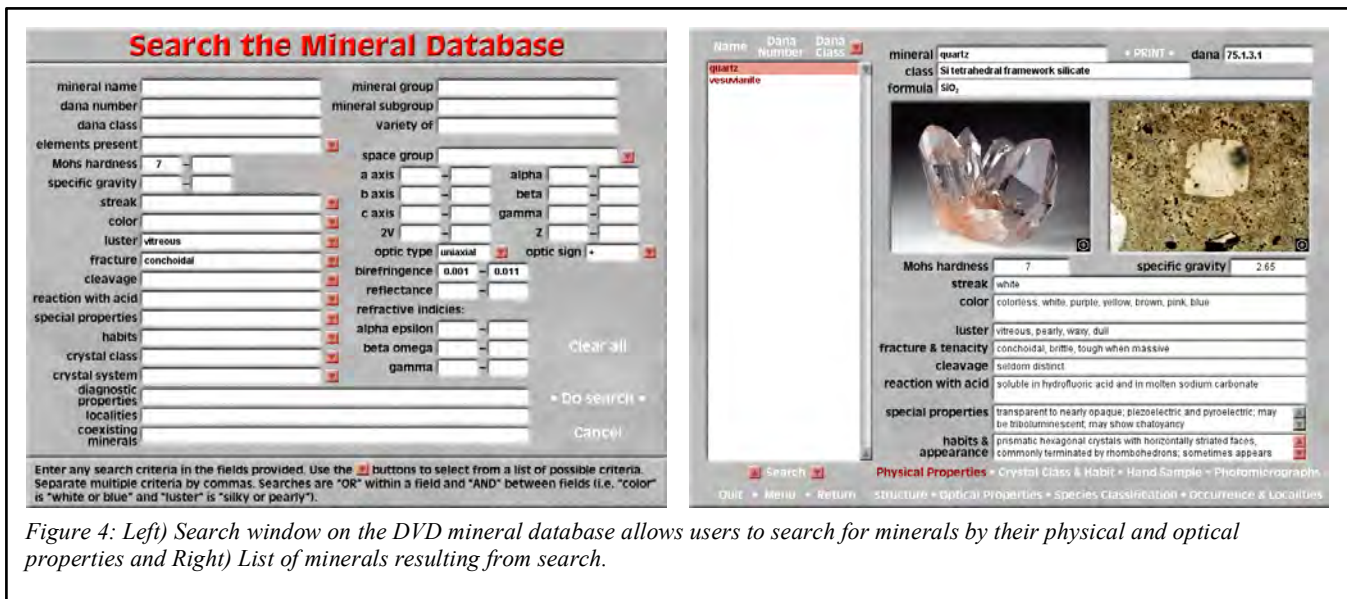 Search the Mineral Database
mineral name
dana number
dana class
elements present
Mohs hardness 7 -
specific gravity -
streak
color
luster vitreous
fracture conchoidal
cleavage
reaction with acid
special properties
habits
crystal class
crystal system
diagnostic properties
localities
coexisting minerals
mineral group
mineral subgroup
variety of
space group
a axis - alpha -
b axis - beta -
c axis - gamma -
2V - Z -
optic type uniaxial optic sign +
birefringence 0.001 - 0.011
reflectance -
refractive indicies:
alpha epsilon -
beta omega -
gamma -
Clear all
• Do search •
Cancel
Enter any search criteria in the fields provided. Use the buttons to select from a list of possible criteria.
Separate multiple criteria by commas. Searches are "OR" within a field and "AND" between fields (i.e. "color"
is "white or blue" and "luster" is "silky or pearly").
Name Dana Number Dana Class
quartz
vesuvianite
Search
Quit • Menu • Return
mineral quartz • PRINT • dana 75.1.3.1
class Si tetrahedral framework silicate
formula SiO₂
Mohs hardness 7 specific gravity 2.65
streak white
color colorless, white, purple, yellow, brown, pink, blue
luster vitreous, pearly, waxy, dull
fracture & tenacity conchoidal, brittle, tough when massive
cleavage seldom distinct
reaction with acid soluble in hydrofluoric acid and in molten sodium carbonate
special properties transparent to nearly opaque; piezoelectric and pyroelectric; may
be triboluminescent; may show chatoyancy
habits & appearance prismatic hexagonal crystals with horizontally striated faces,
commonly terminated by rhombohedrons; sometimes appears
Physical Properties • Crystal Class & Habit • Hand Sample • Photomicrographs
Structure • Optical Properties • Species Classification • Occurrence & Localities
Figure 4: Left) Search window on the DVD mineral database allows users to search for minerals by their physical and optical
properties and Right) List of minerals resulting from search.